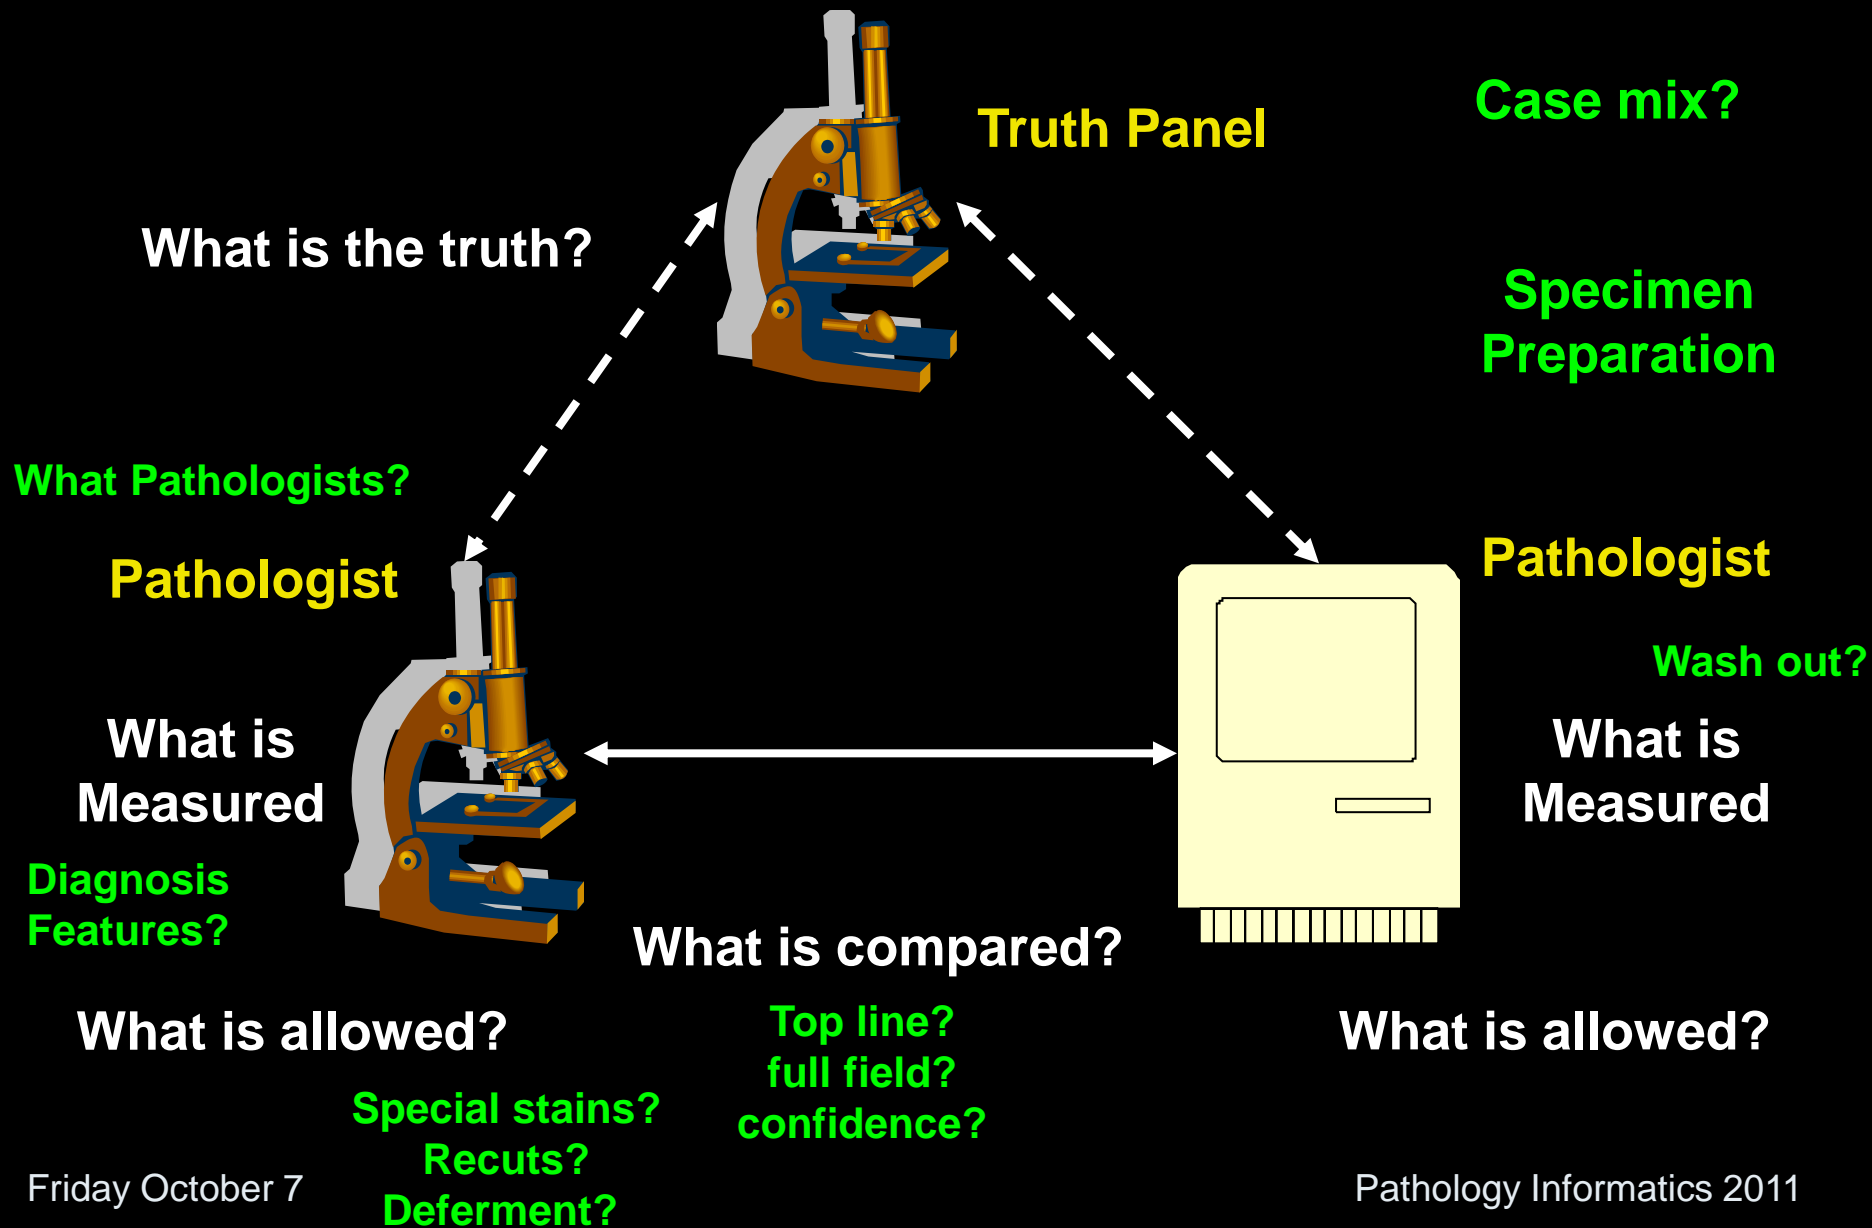 Truth Panel
Case mix?
What is the truth?
Specimen
Preparation
What Pathologists?
Pathologist
Pathologist
Wash out?
What is
Measured
What is
Measured
Diagnosis
Features?
What is compared?
What is allowed?
Top line?
full field?
confidence?
What is allowed?
Special stains?
Recuts?
Deferment?
Friday October 7
Pathology Informatics 2011